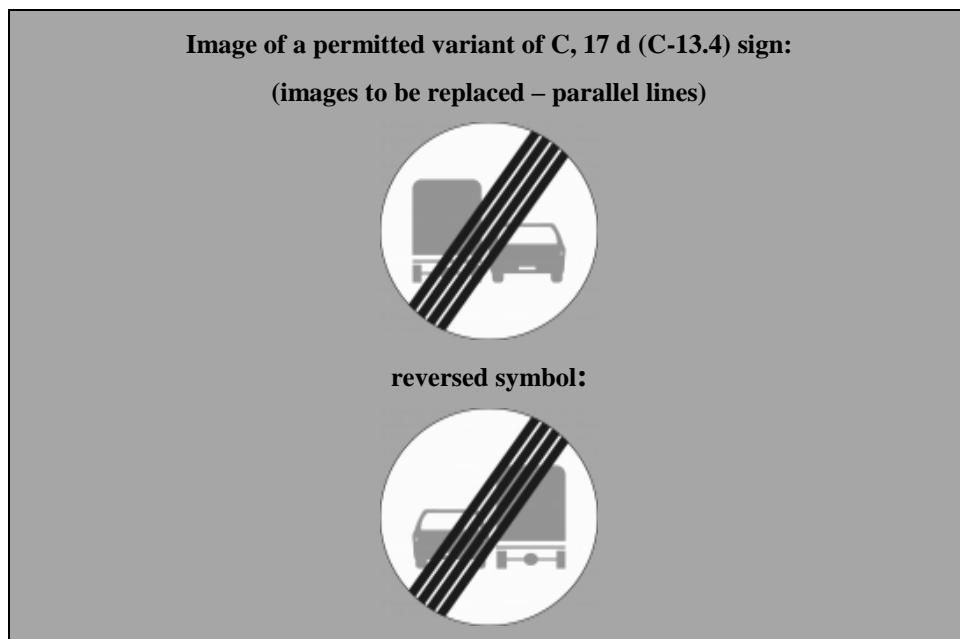 Image of a permitted variant of C, 17 d (C-13.4) sign:
(images to be replaced – parallel lines)
reversed symbol: